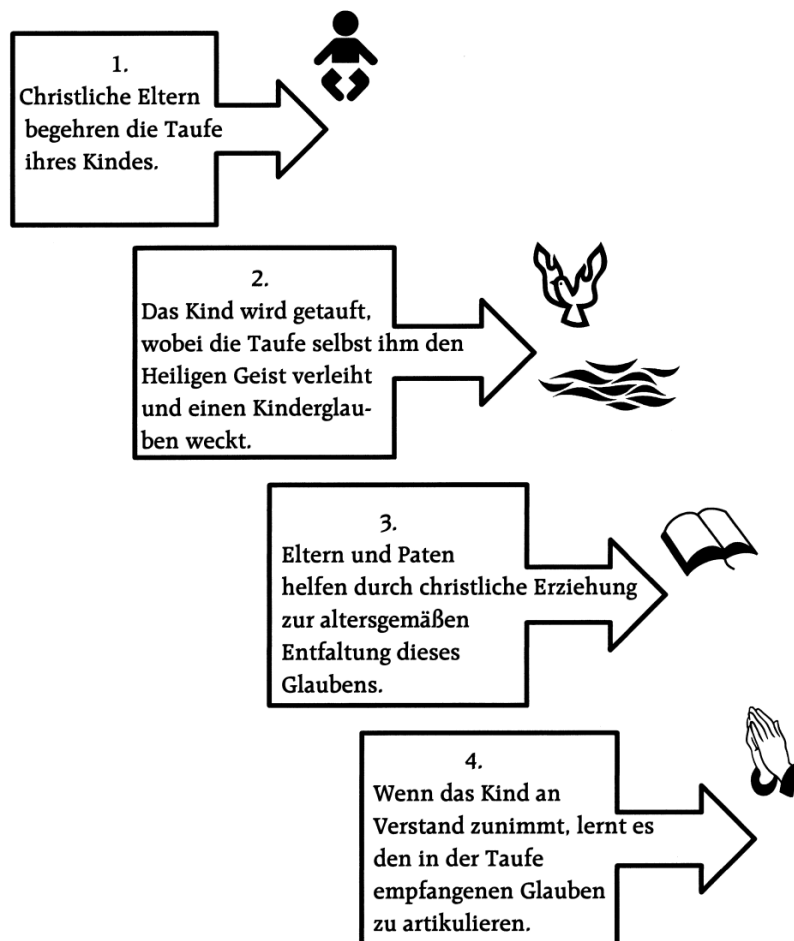 1.
Christliche Eltern
begehren die Taufe
ihres Kindes.
2.
Das Kind wird getauft,
wobei die Taufe selbst ihm den
Heiligen Geist verleiht
und einen Kinderglau-
ben weckt.
3.
Eltern und Paten
helfen durch christliche Erziehung
zur altersgemäßen
Entfaltung dieses
Glaubens.
4.
Wenn das Kind an
Verstand zunimmt, lernt es
den in der Taufe
empfangenen Glauben
zu artikulieren.